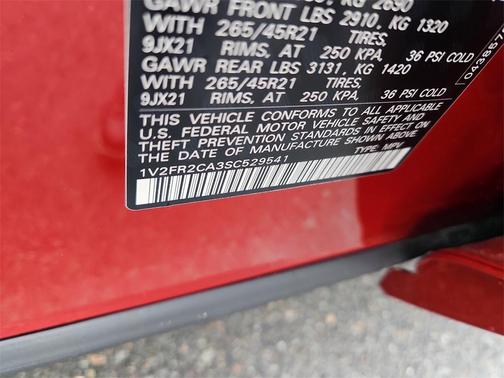 KG 2690
GAWR FRONT LBS 2910, KG 1320
WITH 265/45R21 TIRES,
9JX21 RIMS, AT 250 KPA, 36 PSI COLD
GAWR REAR LBS 3131, KG 1420
WITH 265/45R21 TIRES,
9JX21 RIMS, AT 250 KPA, 36 PSI COLD
THIS VEHICLE CONFORMS TO ALL APPLICABLE
U.S. FEDERAL MOTOR VEHICLE SAFETY AND
THEFT PREVENTION STANDARDS IN EFFECT ON
THE DATE OF MANUFACTURE SHOWN ABOVE.
1V2FR2CA3SC529541 TYPE: MPV